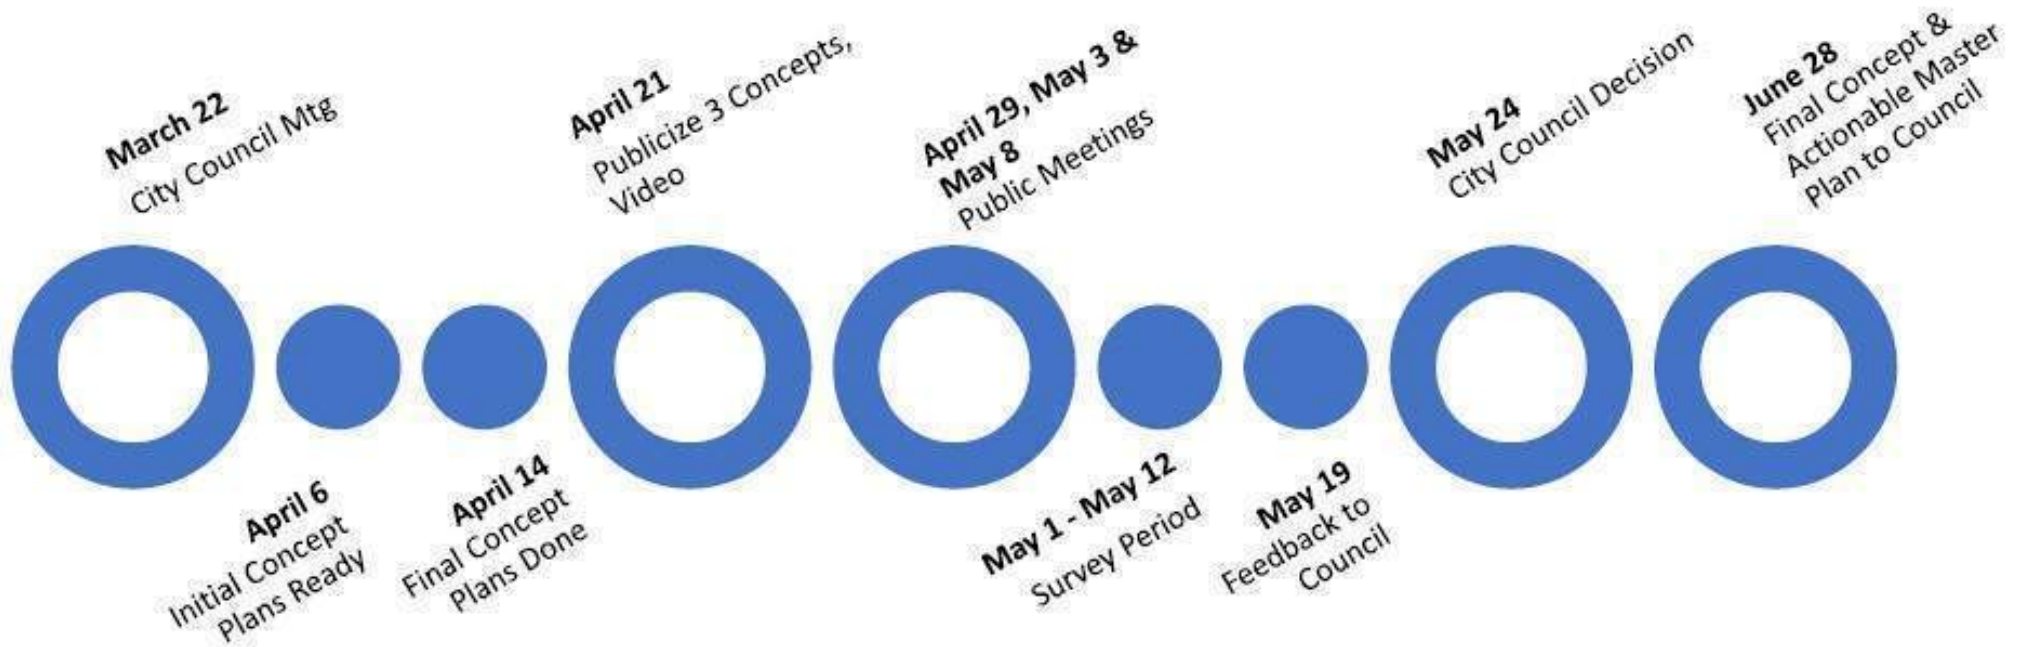 March 22
City Council Mtg
April 6
Initial Concept
Plans Ready
April 14
Final Concept
Plans Done
April 21
Publicize 3 Concepts,
Video
April 29, May 3 &
May 8
Public Meetings
May 1 - May 12
Survey Period
May 19
Feedback to
Council
May 24
City Council Decision
June 28
Final Concept &
Actionable Master
Plan to Council